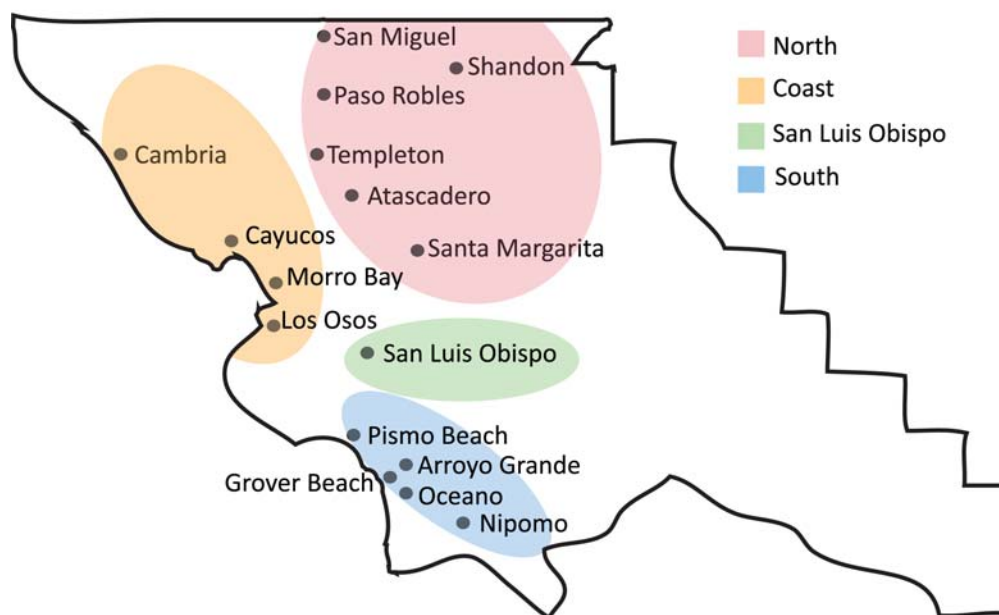 San Miguel
Shandon
Paso Robles
Cambria
Templeton
Atascadero
Cayucos
Santa Margarita
Morro Bay
Los Osos
San Luis Obispo
Pismo Beach
Arroyo Grande
Grover Beach
Oceano
Nipomo
North
Coast
San Luis Obispo
South